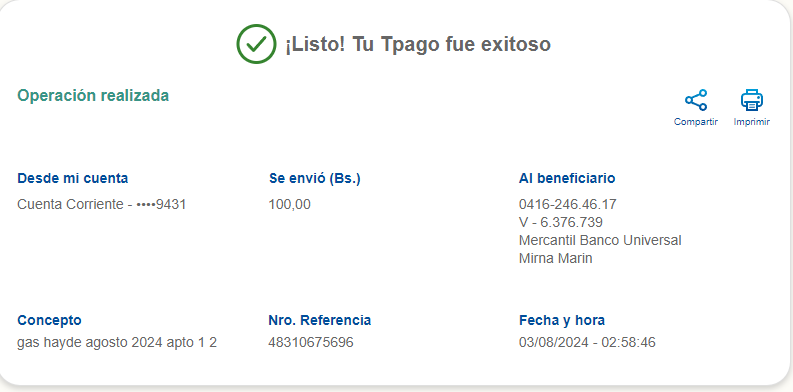 ¡Listo! Tu Tpago fue exitoso
Operación realizada
Compartir
Imprimir
Desde mi cuenta
Cuenta Corriente - ••••9431
Se envió (Bs.)
100,00
Al beneficiario
0416-246.46.17
V - 6.376.739
Mercantil Banco Universal
Mirna Marin
Concepto
gas hayde agosto 2024 apto 1 2
Nro. Referencia
48310675696
Fecha y hora
03/08/2024 - 02:58:46